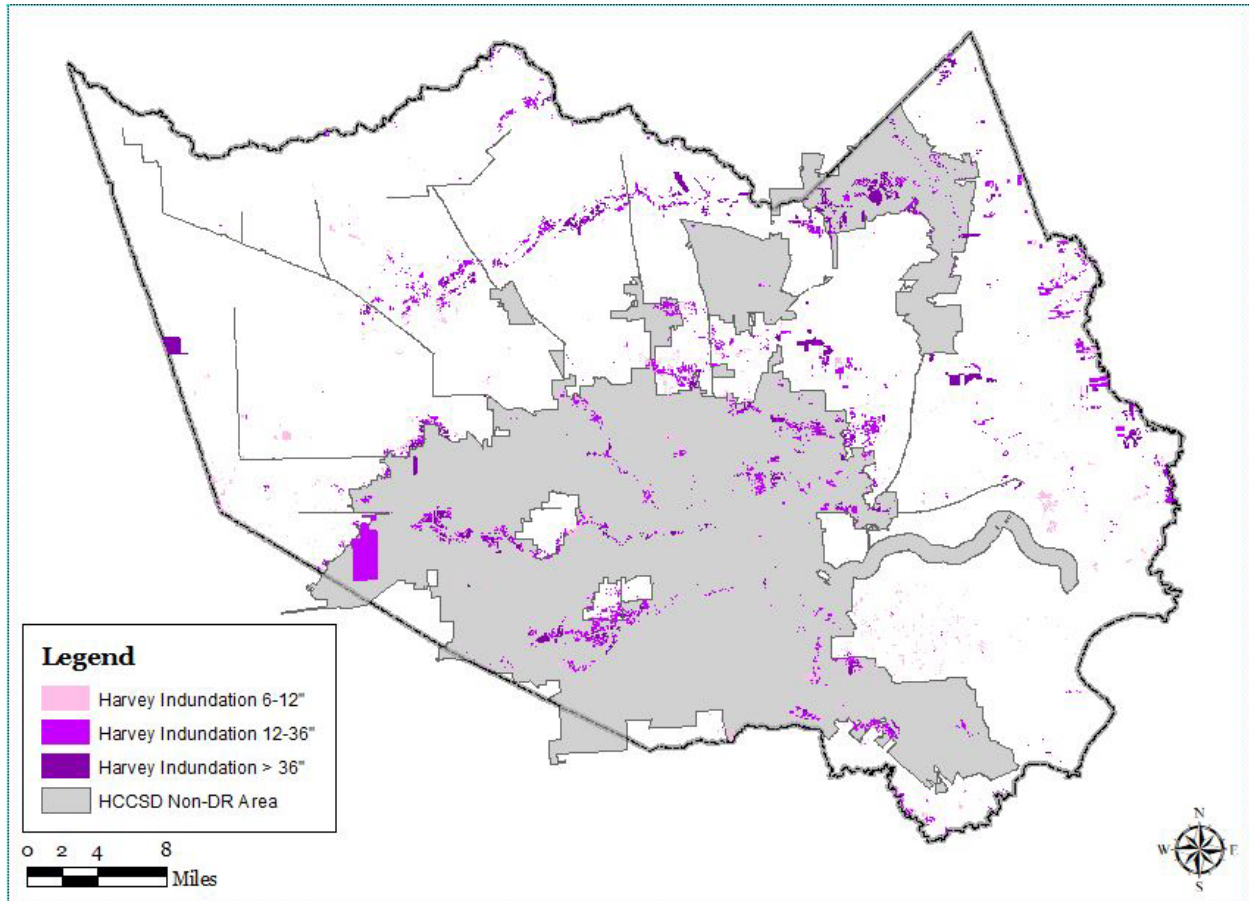 Legend
Harvey Indundation 6-12"
Harvey Indundation 12-36"
Harvey Indundation > 36"
HCCSD Non-DR Area
0 2 4 8
Miles
N
W E
S